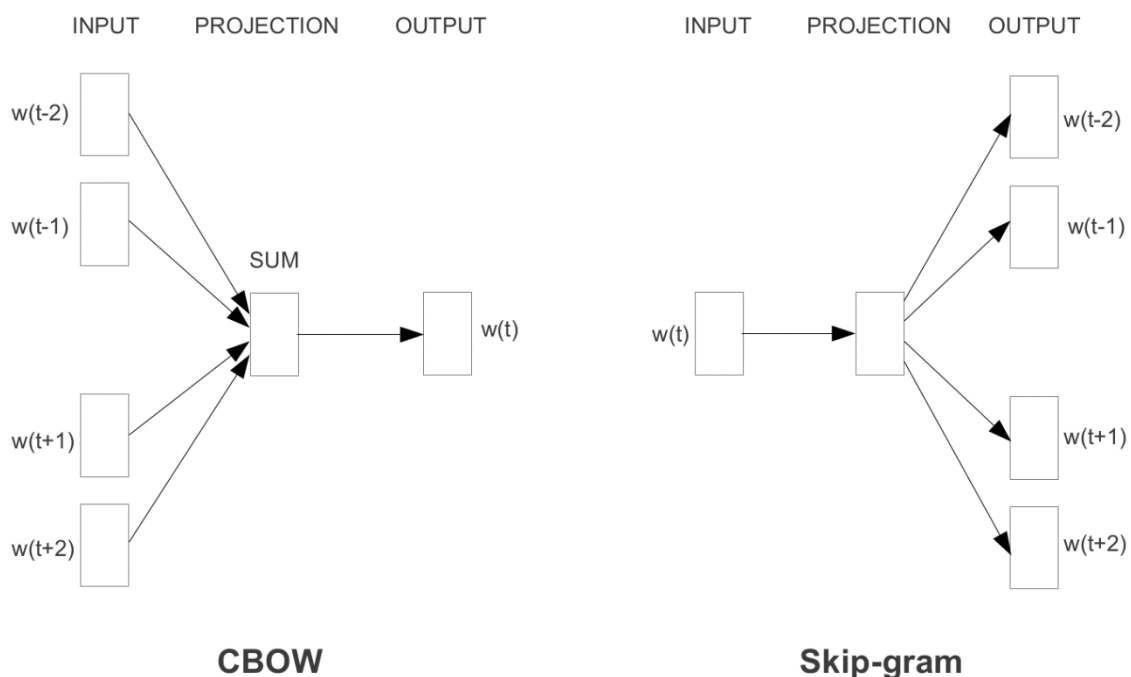 INPUT PROJECTION OUTPUT
w(t-2)
w(t-1)
SUM
w(t)
w(t+1)
w(t+2)
CBOW
INPUT PROJECTION OUTPUT
w(t-2)
w(t-1)
w(t)
w(t+1)
w(t+2)
Skip-gram